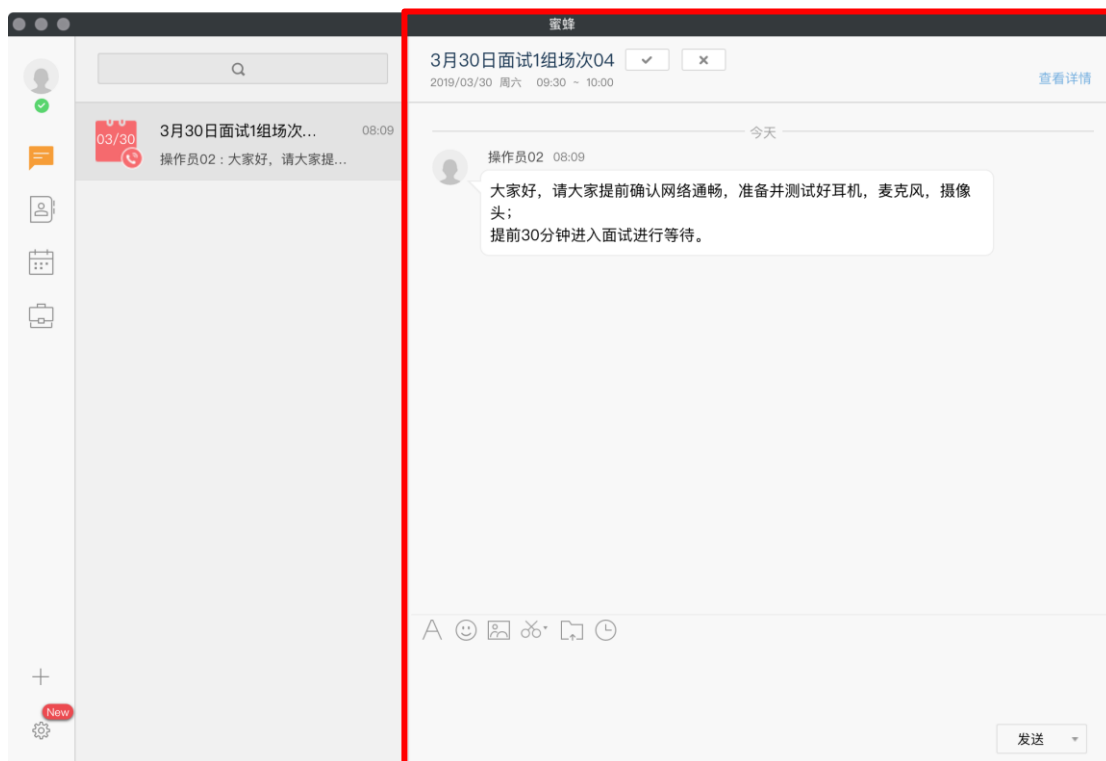 蜜蜂
3月30日面试1组场次...
08:09
03/30
操作员02：大家好，请大家提...
3月30日面试1组场次04
2019/03/30 周六 09:30 ~ 10:00
查看详情
今天
操作员02 08:09
大家好，请大家提前确认网络通畅，准备并测试好耳机，麦克风，摄像
头；
提前30分钟进入面试进行等待。
New
发送